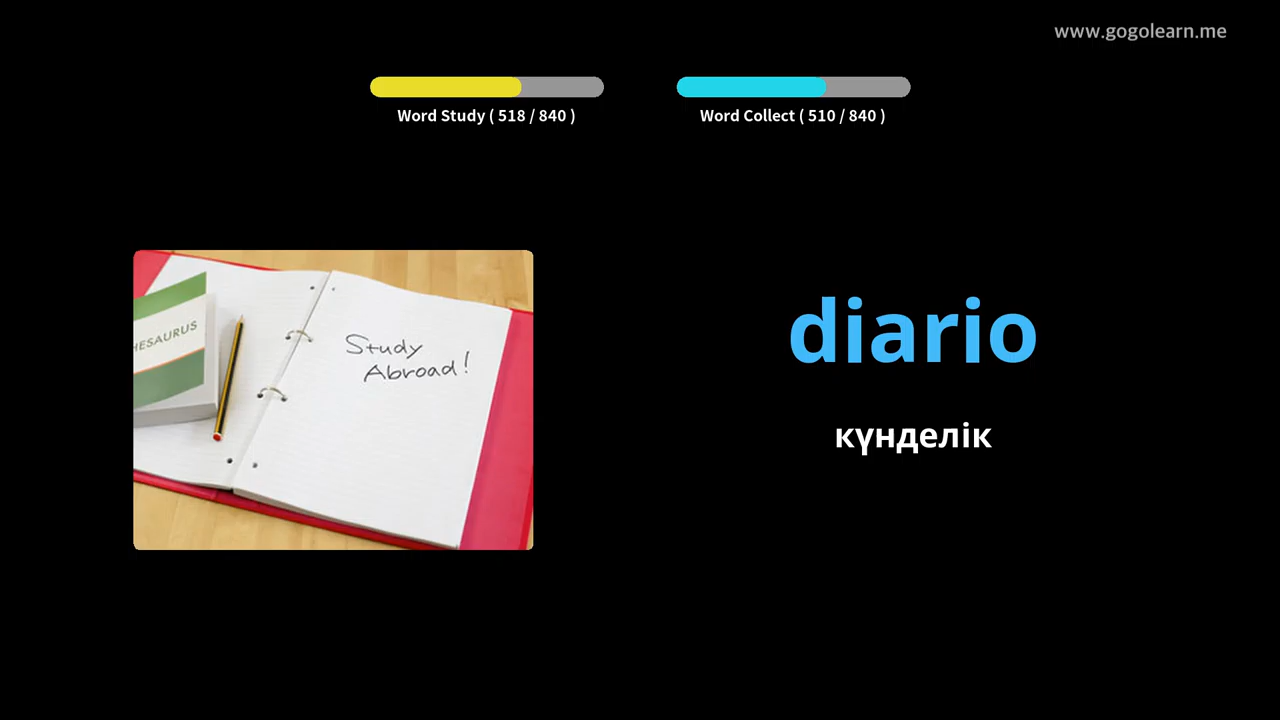 www.gogolearn.me
Word Study ( 518 / 840 )
Word Collect ( 510 / 840 )
HESAURUS
Study
Abroad!
diario
күнделік